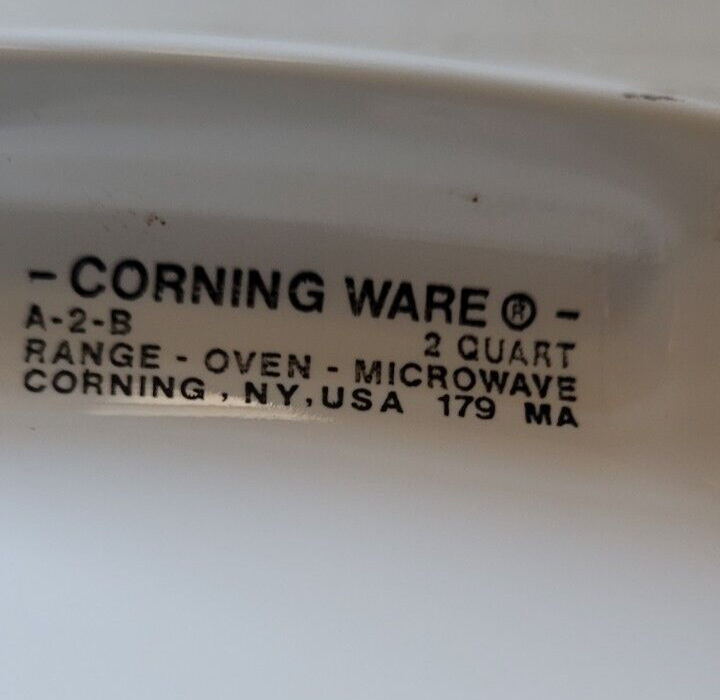 - CORNING WARE ® -
A-2-B
2 QUART
RANGE - OVEN - MICROWAVE
CORNING , NY, USA 179 MA